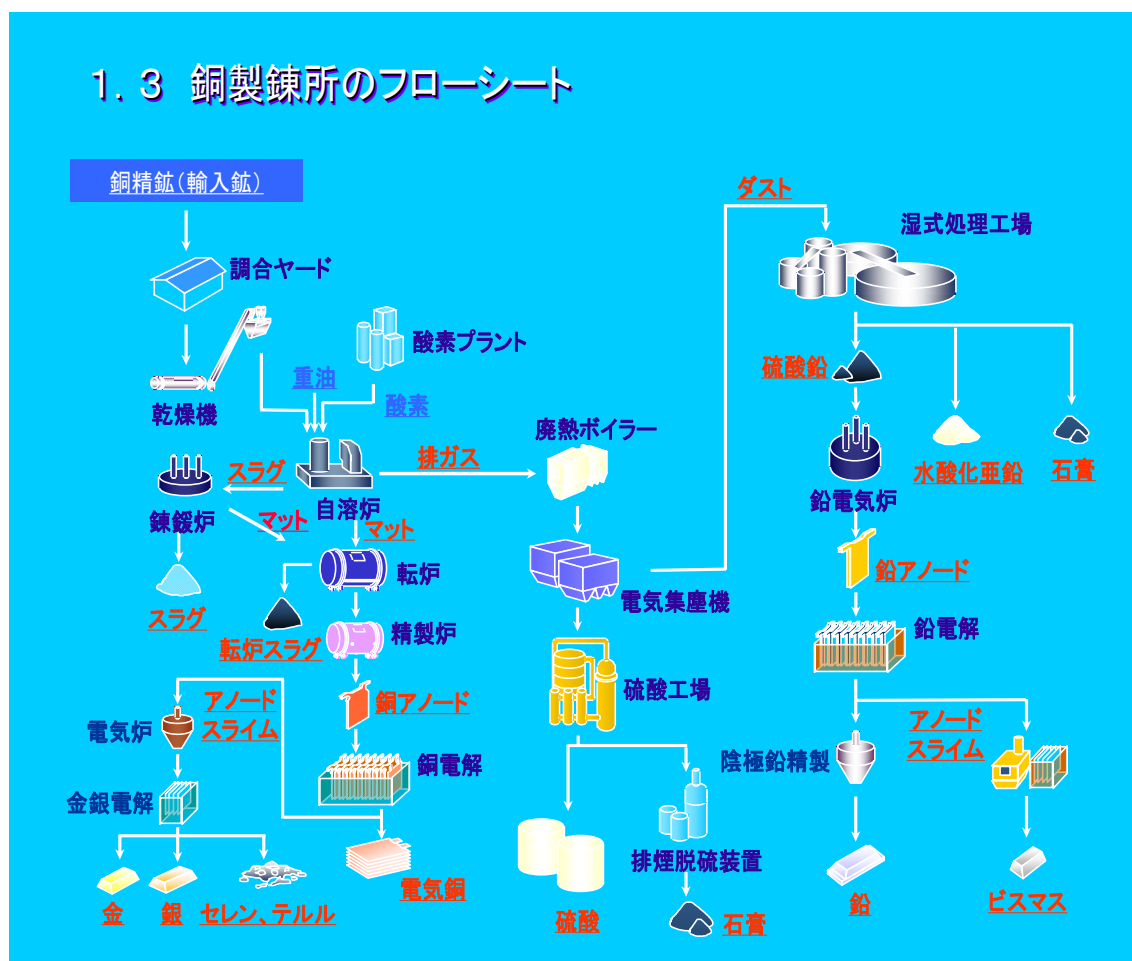 1．3　銅製錬所のフローシート
銅精鉱（輸入鉱）
調合ヤード
乾燥機
酸素プラント
重油
酸素
スラグ
自溶炉
排ガス
錬鍰炉
マット
マット
スラグ
転炉
転炉スラグ
精製炉
銅アノード
アノード
スライム
電気炉
銅電解
金銀電解
金
銀
セレン、テルル
電気銅
廃熱ボイラー
電気集塵機
硫酸工場
硫酸
排煙脱硫装置
石膏
ダスト
湿式処理工場
硫酸鉛
水酸化亜鉛
石膏
鉛電気炉
鉛アノード
鉛電解
陰極鉛精製
アノード
スライム
鉛
ビスマス